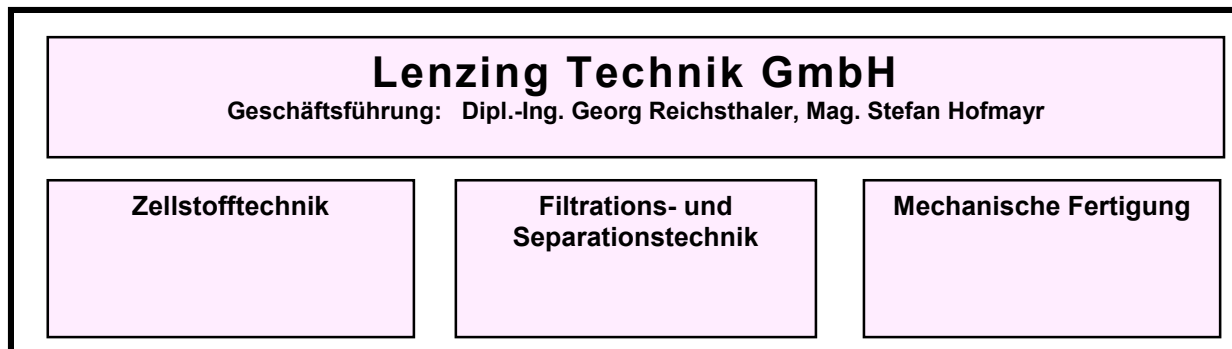 Lenzing Technik GmbH
Geschäftsführung: Dipl.-Ing. Georg Reichsthaler, Mag. Stefan Hofmayr
Zellstofftechnik
Filtrations- und
Separationstechnik
Mechanische Fertigung